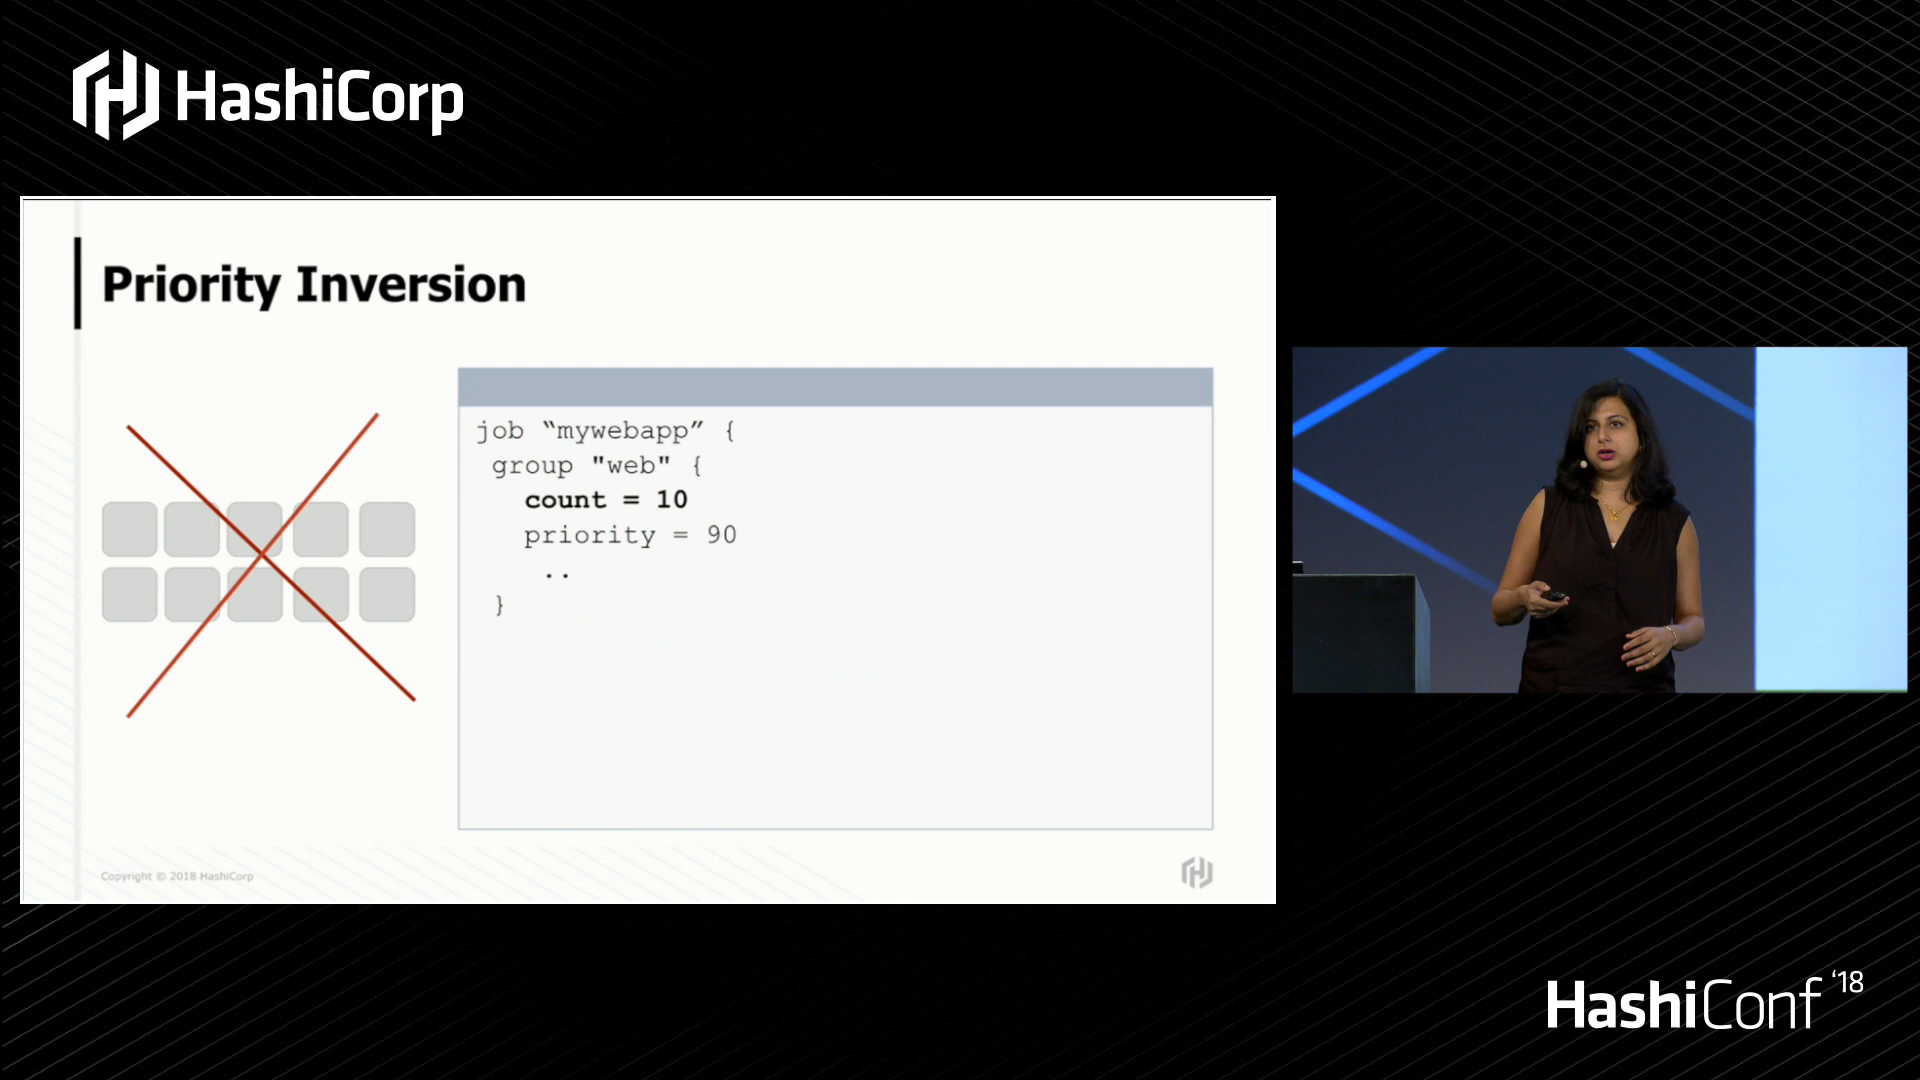 HashiCorp
Priority Inversion
job “mywebapp” {
group "web" {
count = 10
priority = 90
..
}
Copyright © 2018 HashiCorp
HashiConf ‘18